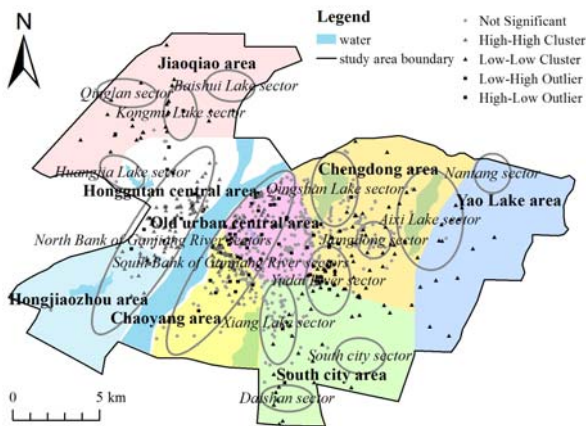 N
Legend
water
study area boundary
Not Significant
High-High Cluster
Low-Low Cluster
Low-High Outlier
High-Low Outlier
Jiaoqiao area
Baishui Lake sector
Qinglan sector
Kongmu Lake sector
Huangjia Lake sector
Honggutan central area
Chengdong area
Nantang sector
Qingshan Lake sector
Yao Lake area
Old urban central area
Aixi Lake sector
North Bank of Ganjiang River sectors
Jiangdong sector
South Bank of Ganjiang River sectors
Yudai River sector
Hongjiaozhou area
Chaoyang area
Xiang Lake sector
South city sector
South city area
Daishan sector
0
5 km